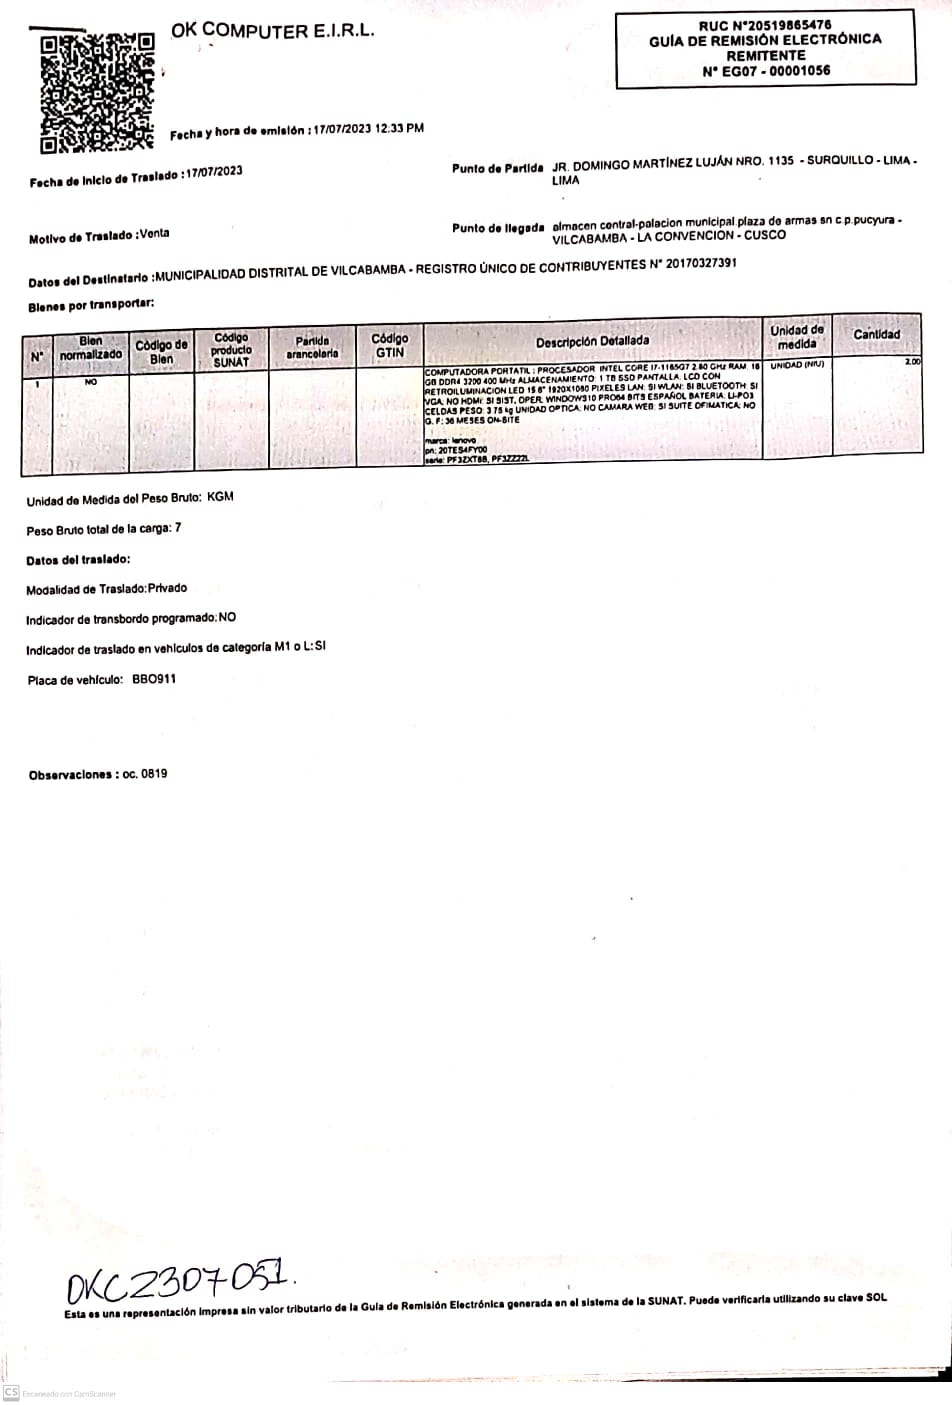 OK COMPUTER E.I.R.L.
RUC N°20519865476
GUÍA DE REMISIÓN ELECTRÓNICA
REMITENTE
N° EG07 - 00001056
Fecha y hora de emisión : 17/07/2023 12:33 PM
Fecha de Inicio de Traslado : 17/07/2023
Punto de Partida JR. DOMINGO MARTÍNEZ LUJÁN NRO. 1135 - SURQUILLO - LIMA -
LIMA
Motivo de Traslado : Venta
Punto de llegada almacen central-palacion municipal plaza de armas sn c.p.pucyura -
VILCABAMBA - LA CONVENCION - CUSCO
Datos del Destinatario : MUNICIPALIDAD DISTRITAL DE VILCABAMBA - REGISTRO ÚNICO DE CONTRIBUYENTES N° 20170327391
Bienes por transportar:
N° Bien normalizado Código de Bien Código producto SUNAT Partida arancelaria Código GTIN Descripción Detallada Unidad de medida Cantidad
1 NO COMPUTADORA PORTATIL : PROCESADOR: INTEL CORE I7-1165G7 2.80 GHz RAM: 16 UNIDAD (NIU) 2.00
GB DDR4 3200 400 MHz ALMACENAMIENTO: 1 TB SSD PANTALLA: LCD CON
RETROILUMINACION LED 15.6" 1920X1080 PIXELES LAN: SI WLAN: SI BLUETOOTH: SI
VGA: NO HDMI: SI SIST. OPER: WINDOWS10 PRO64 BITS ESPAÑOL BATERIA: LI-PO3
CELDAS PESO: 3.75 kg UNIDAD OPTICA: NO CAMARA WEB: SI SUITE OFIMATICA: NO
G. F: 36 MESES ON-SITE
marca: lenovo
pn: 20TES4FY00
serie: PF3ZXT8B, PF3ZZZ2L
Unidad de Medida del Peso Bruto: KGM
Peso Bruto total de la carga: 7
Datos del traslado:
Modalidad de Traslado: Privado
Indicador de transbordo programado: NO
Indicador de traslado en vehículos de categoría M1 o L: SI
Placa de vehículo: BBO911
Observaciones : oc. 0819
OKC2307051.
Esta es una representación impresa sin valor tributario de la Guia de Remisión Electrónica generada en el sistema de la SUNAT. Puede verificarla utilizando su clave SOL
CS Escaneado con CamScanner